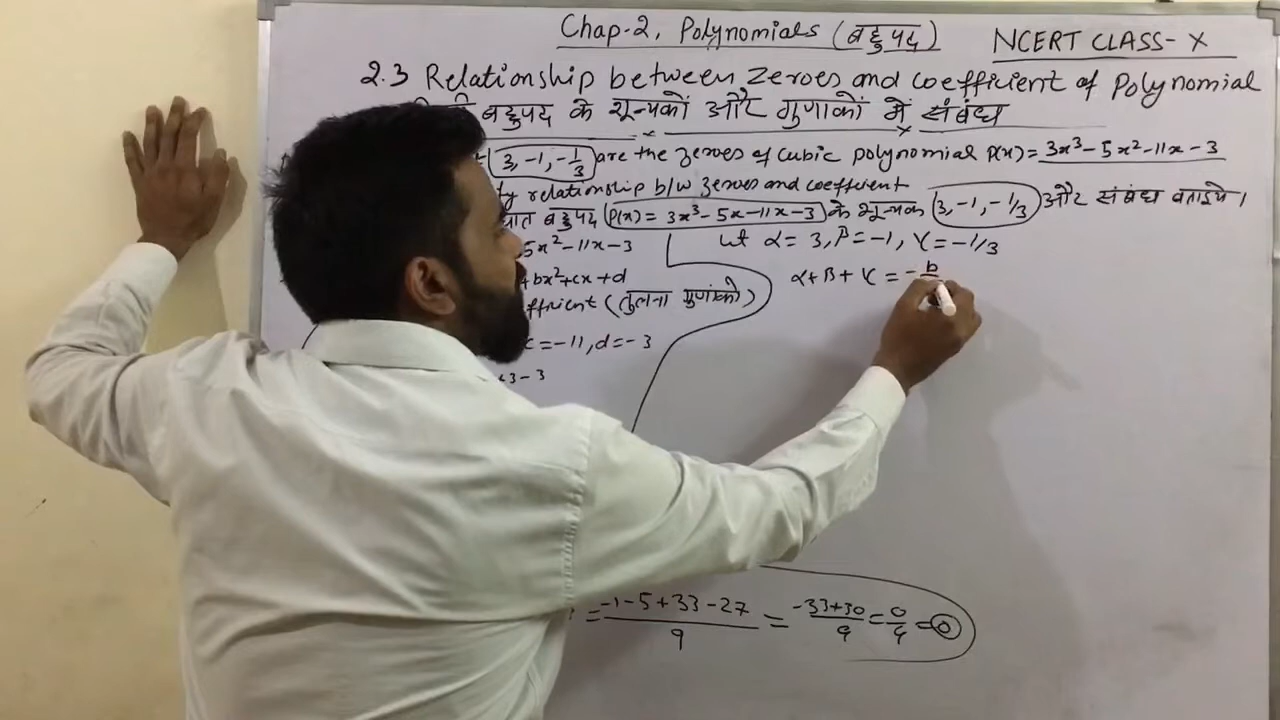 Chap-2, Polynomials (बहुपद)
NCERT CLASS- X
2.3 Relationship between Zeroes and coefficient of Polynomial
बहुपद के शून्यकों और गुणाकों में संबंध
3, -1, -1/3 are the zeroes of cubic polynomial P(x) = 3x³-5x²-11x-3
relationship b/w zeroes and coefficient
बहुपद P(x) = 3x³-5x-11x-3 के शून्यक (3, -1, -1/3) और संबंध बताइये।
5x²-11x-3
let α = 3, β = -1, γ = -1/3
+bx²+cx+d
α+β+γ = -b
(तुलना गुणांको)
=-11, d=-3
3-3
= -1-5+33-27/9 = -33+30/9 = 0/9 = 0